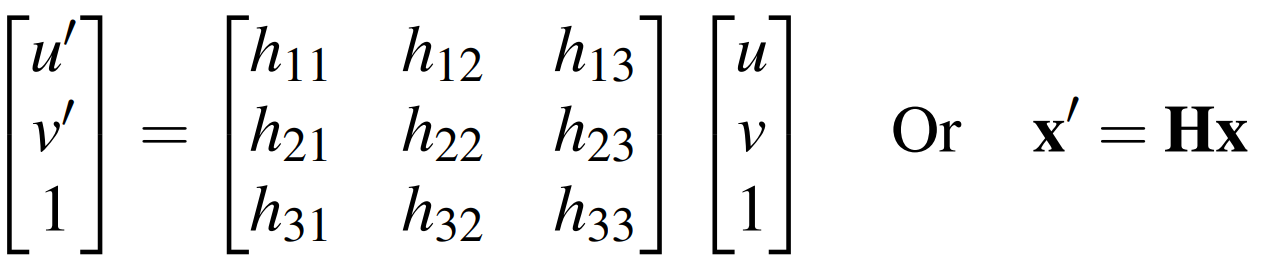 [u′ v′ 1] = [h11 h12 h13 h21 h22 h23 h31 h32 h33] [u v 1] Or x′ = Hx